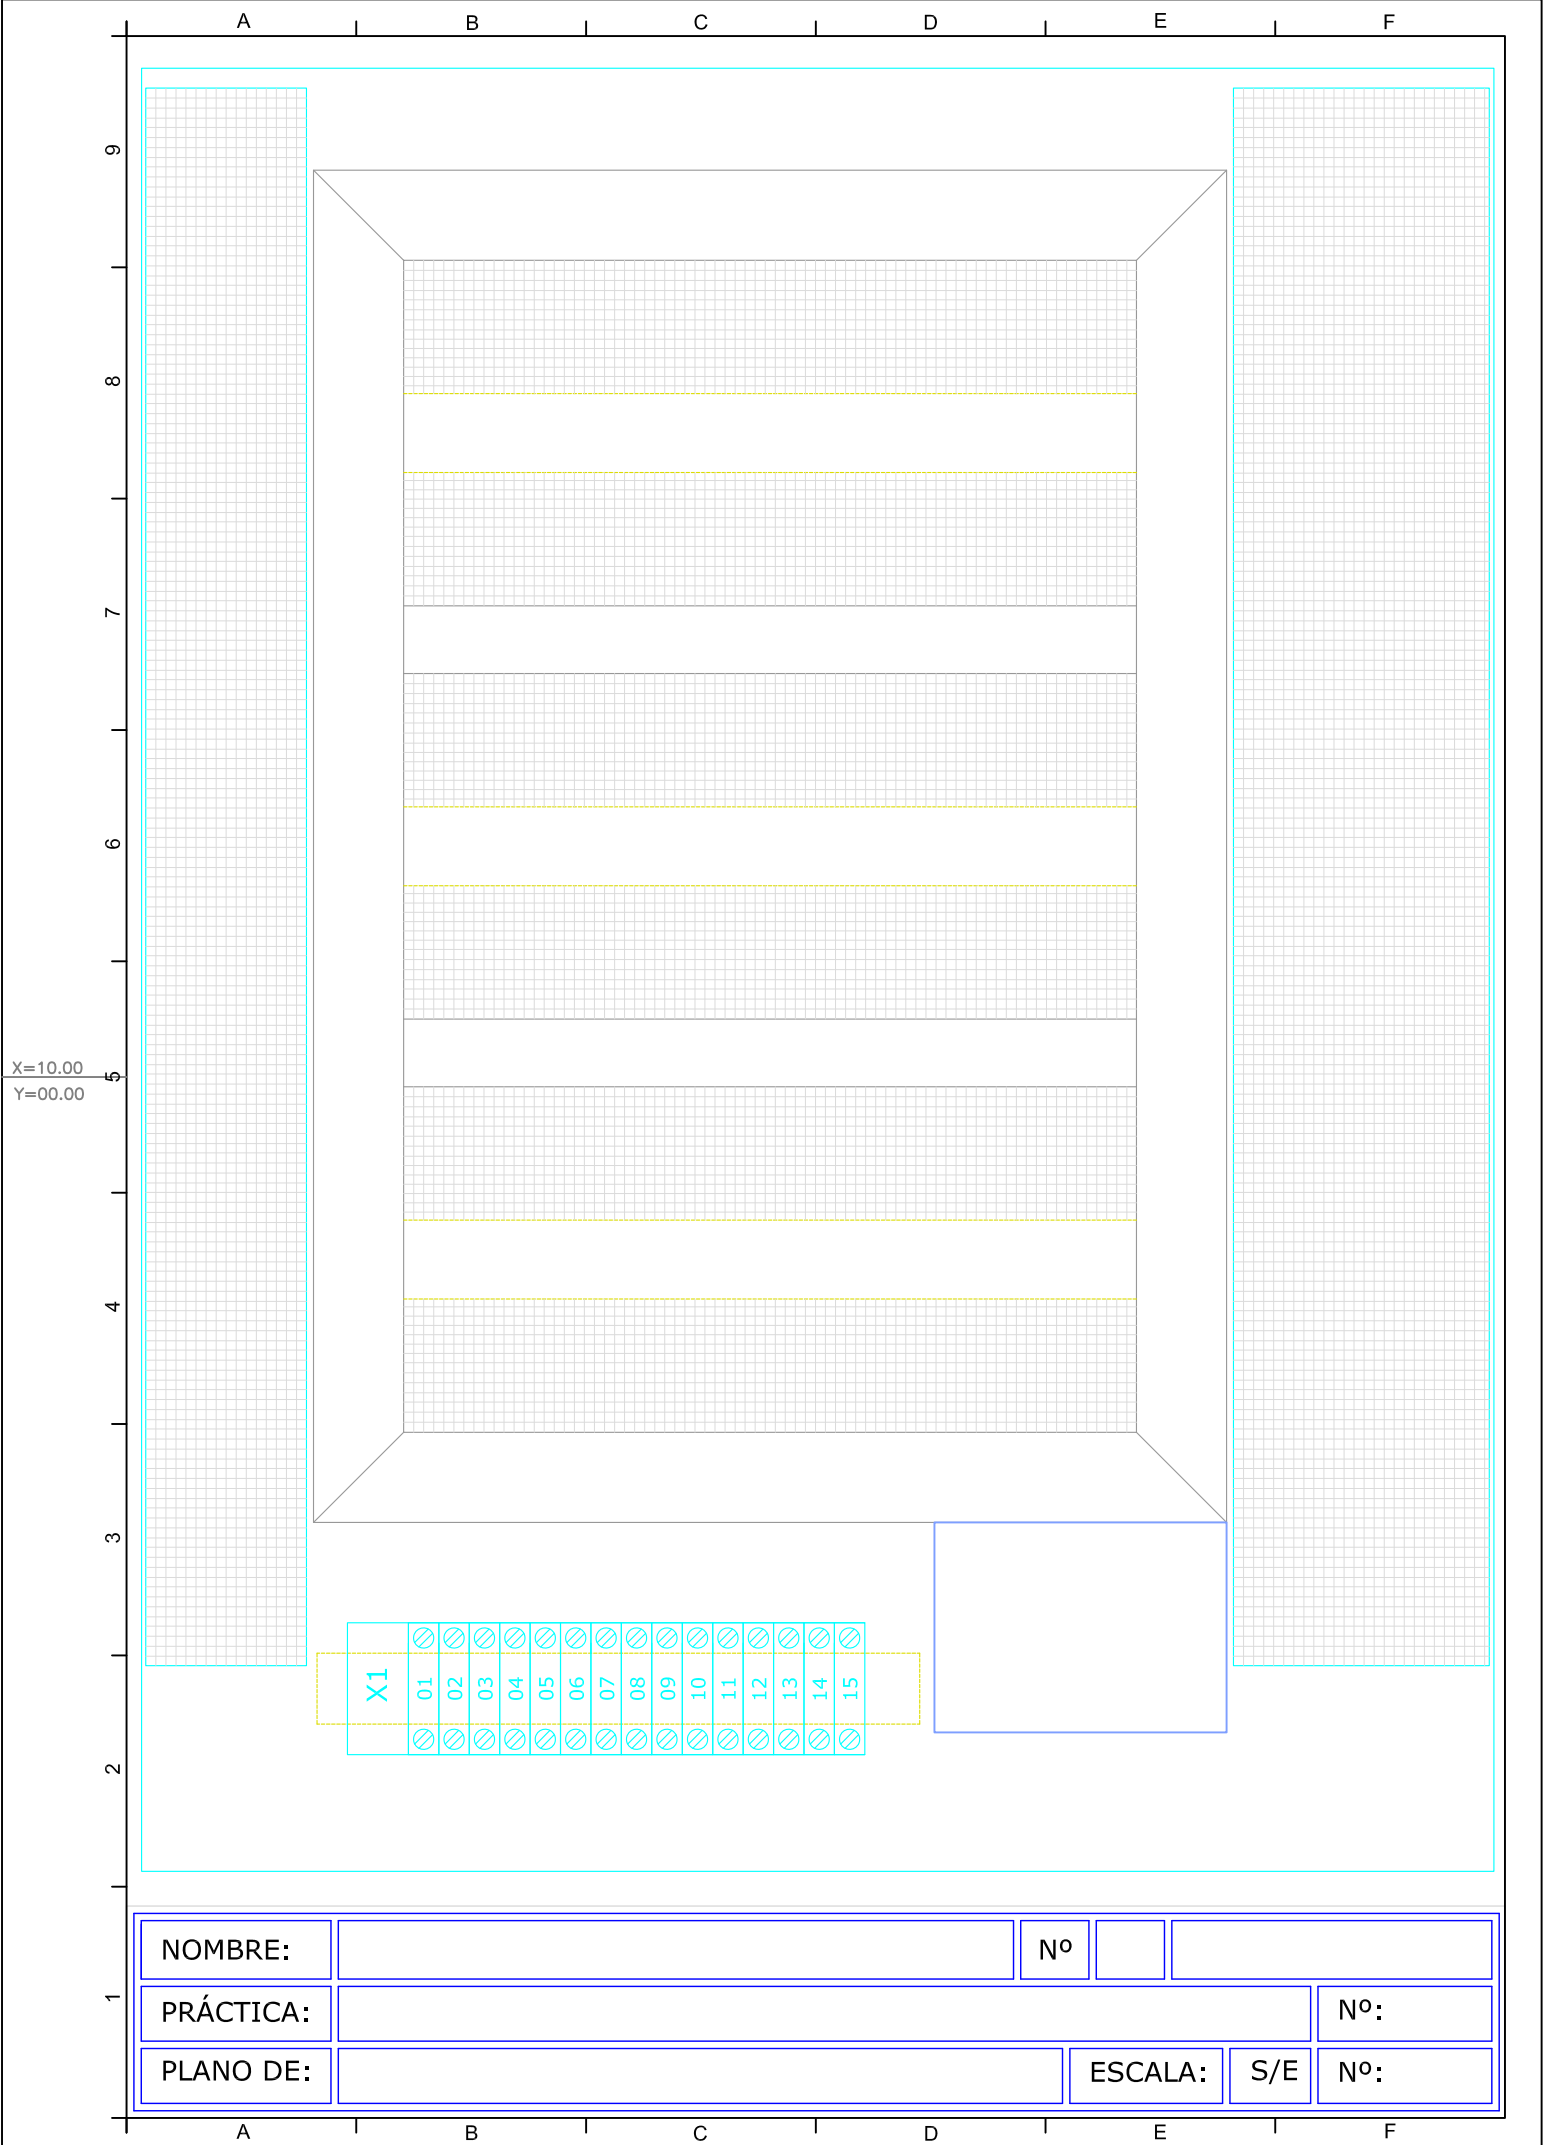 A B C D E F
9
8
7
6
X=10.00
5
Y=00.00
4
3
X1 01 02 03 04 05 06 07 08 09 10 11 12 13 14 15
2
NOMBRE: Nº
1
PRÁCTICA: Nº:
PLANO DE: ESCALA: S/E Nº:
A B C D E F